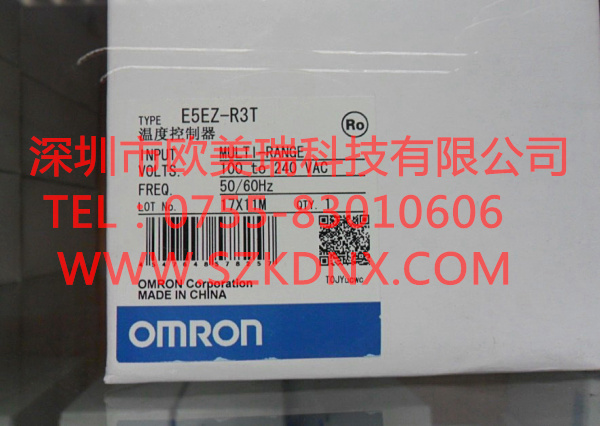 TYPE E5EZ-R3T
温度控制器
Ro
深圳市欧美瑞科技有限公司
INPUT MULTI-RANGE
VOLTS. 100 to 240 VAC
FREQ. 50/60Hz
TEL：0755-83010606
LOT No. 17X11M QTY. 1
WWW.SZKDNX.COM
OMRON Corporation
MADE IN CHINA
OMRON